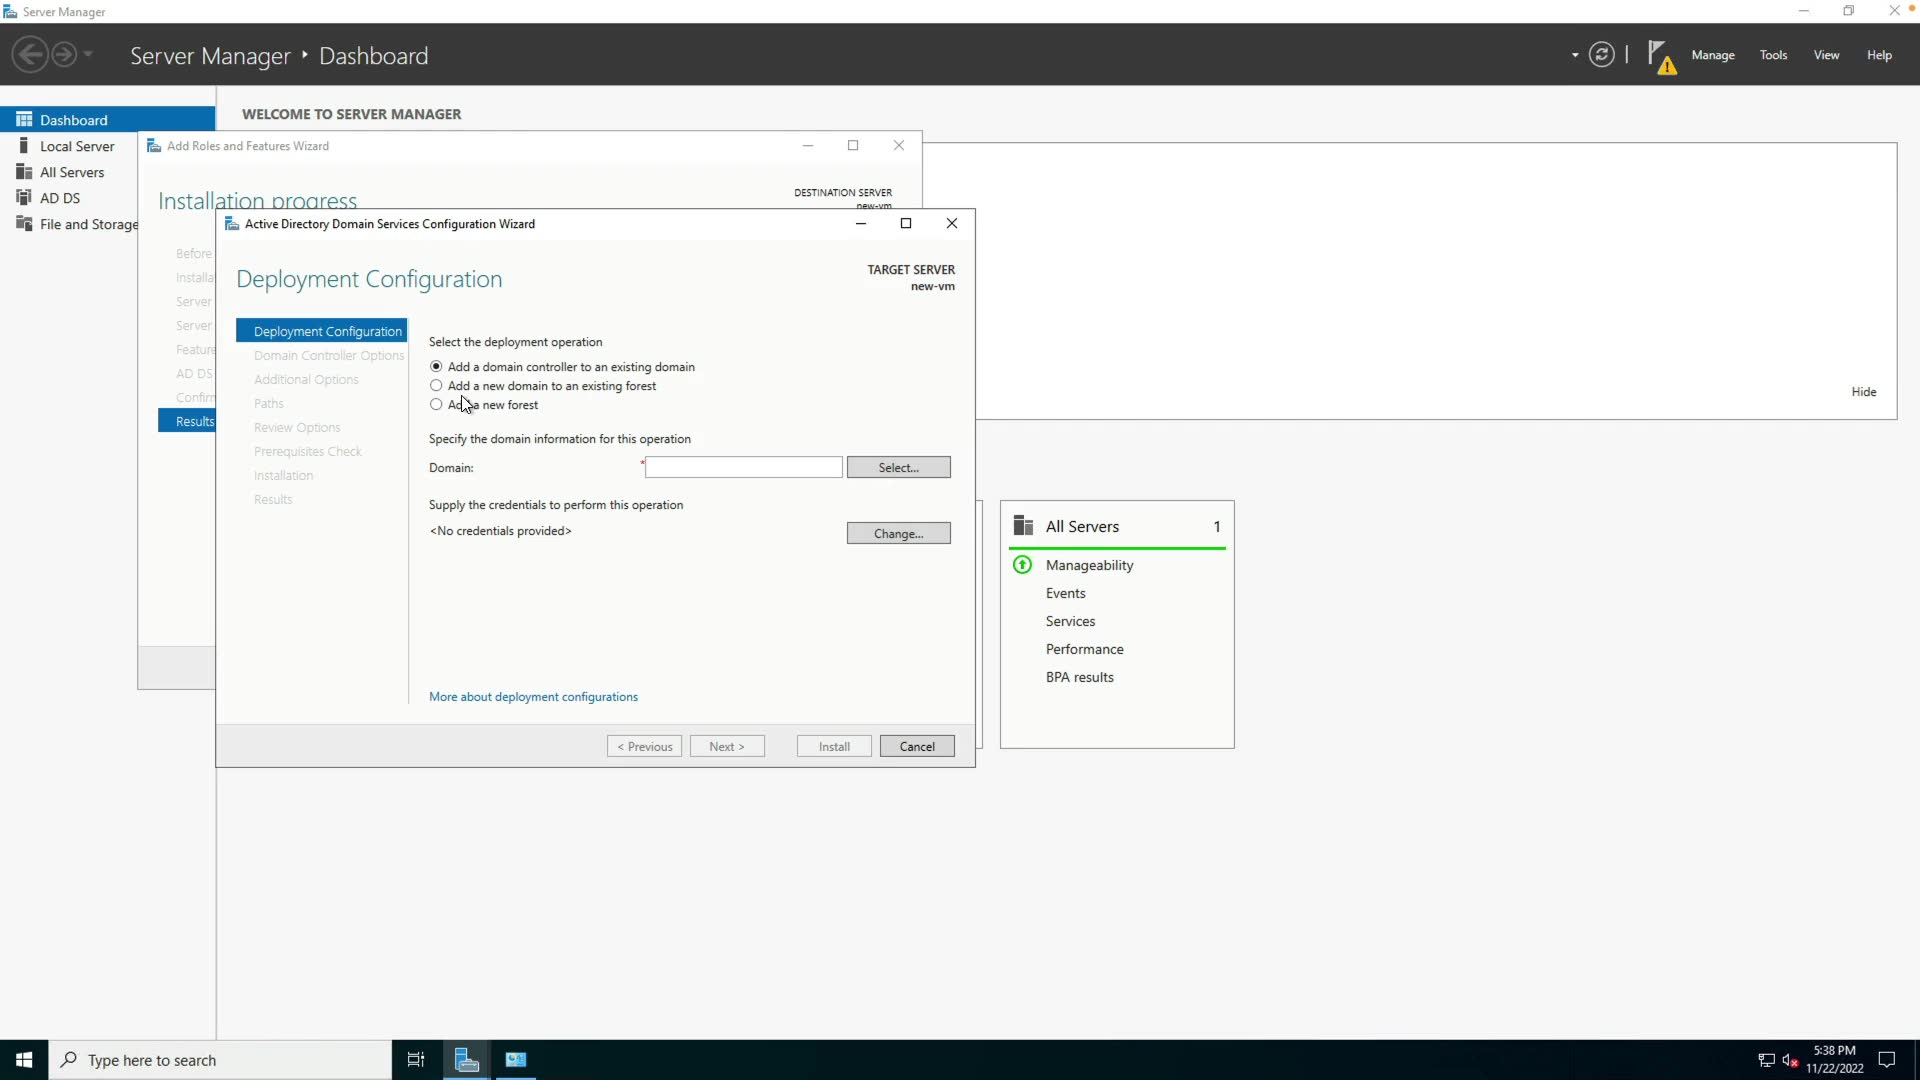 Server Manager
Server Manager ‣ Dashboard
Manage
Tools
View
Help
Dashboard
Local Server
All Servers
AD DS
File and Storage
WELCOME TO SERVER MANAGER
Add Roles and Features Wizard
Installation progress
DESTINATION SERVER
new-vm
Before
Installa
Server
Server
Feature
AD DS
Confirm
Results
Active Directory Domain Services Configuration Wizard
Deployment Configuration
TARGET SERVER
new-vm
Deployment Configuration
Domain Controller Options
Additional Options
Paths
Review Options
Prerequisites Check
Installation
Results
Select the deployment operation
Add a domain controller to an existing domain
Add a new domain to an existing forest
Add a new forest
Specify the domain information for this operation
Domain:
*
Select...
Supply the credentials to perform this operation
<No credentials provided>
Change...
More about deployment configurations
< Previous
Next >
Install
Cancel
Hide
All Servers 1
Manageability
Events
Services
Performance
BPA results
Type here to search
5:38 PM
11/22/2022